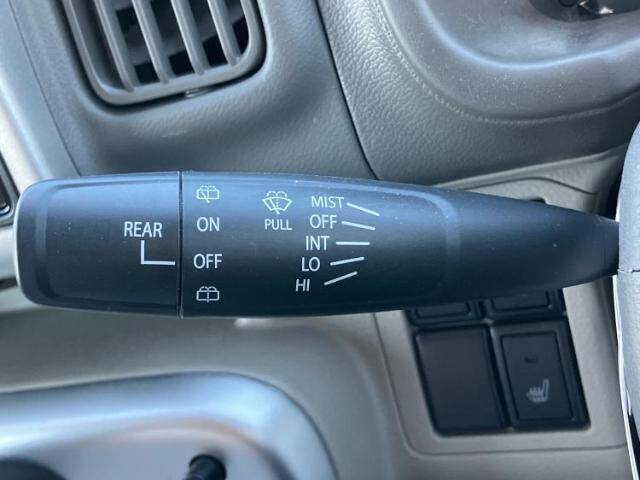 REAR
ON
OFF
PULL
MIST
OFF
INT
LO
HI